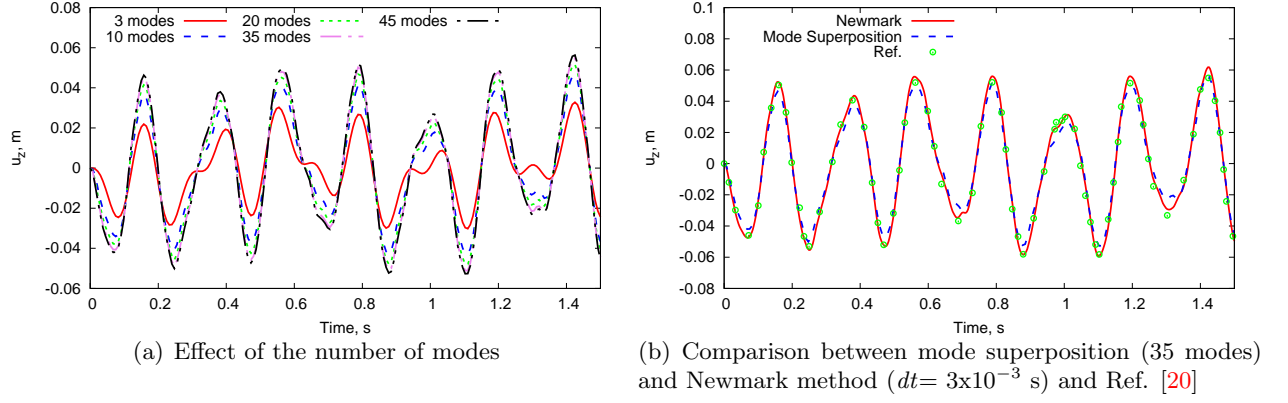 3 modes
10 modes
20 modes
35 modes
45 modes
0.08
0.06
0.04
0.02
0
-0.02
-0.04
-0.06
u_z, m
0 0.2 0.4 0.6 0.8 1 1.2 1.4
Time, s
(a) Effect of the number of modes
Newmark
Mode Superposition
Ref.
0.1
0.08
0.06
0.04
0.02
0
-0.02
-0.04
-0.06
-0.08
u_z, m
0 0.2 0.4 0.6 0.8 1 1.2 1.4
Time, s
(b) Comparison between mode superposition (35 modes)
and Newmark method (dt= 3x10⁻³ s) and Ref. [20]